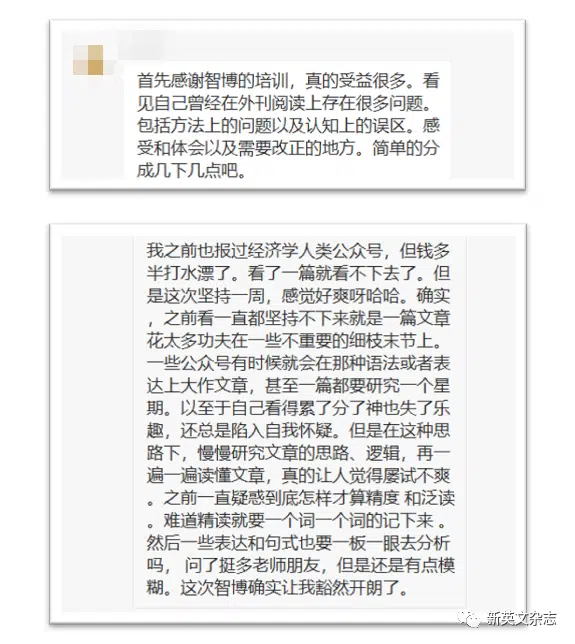 首先感谢智博的培训，真的受益很多。看
见自己曾经在外刊阅读上存在很多问题。
包括方法上的问题以及认知上的误区。感
受和体会以及需要改正的地方。简单的分
成几下几点吧。
我之前也报过经济学人类公众号，但钱多
半打水漂了。看了一篇就看不下去了。但
是这次坚持一周，感觉好爽呀哈哈。确实
，之前看一直都坚持不下来就是一篇文章
花太多功夫在一些不重要的细枝末节上。
一些公众号有时候就会在那种语法或者表
达上大作文章，甚至一篇都要研究一个星
期。以至于自己看得累了分了神也失了乐
趣，还总是陷入自我怀疑。但是在这种思
路下，慢慢研究文章的思路、逻辑，再一
遍一遍读懂文章，真的让人觉得屡试不爽
。之前一直疑惑到底怎样才算精度 和泛读
。难道精读就要一个词一个词的记下来 。
然后一些表达和句式也要一板一眼去分析
吗， 问了挺多老师朋友，但是还是有点模
糊。这次智博确实让我豁然开朗了。
新英文杂志